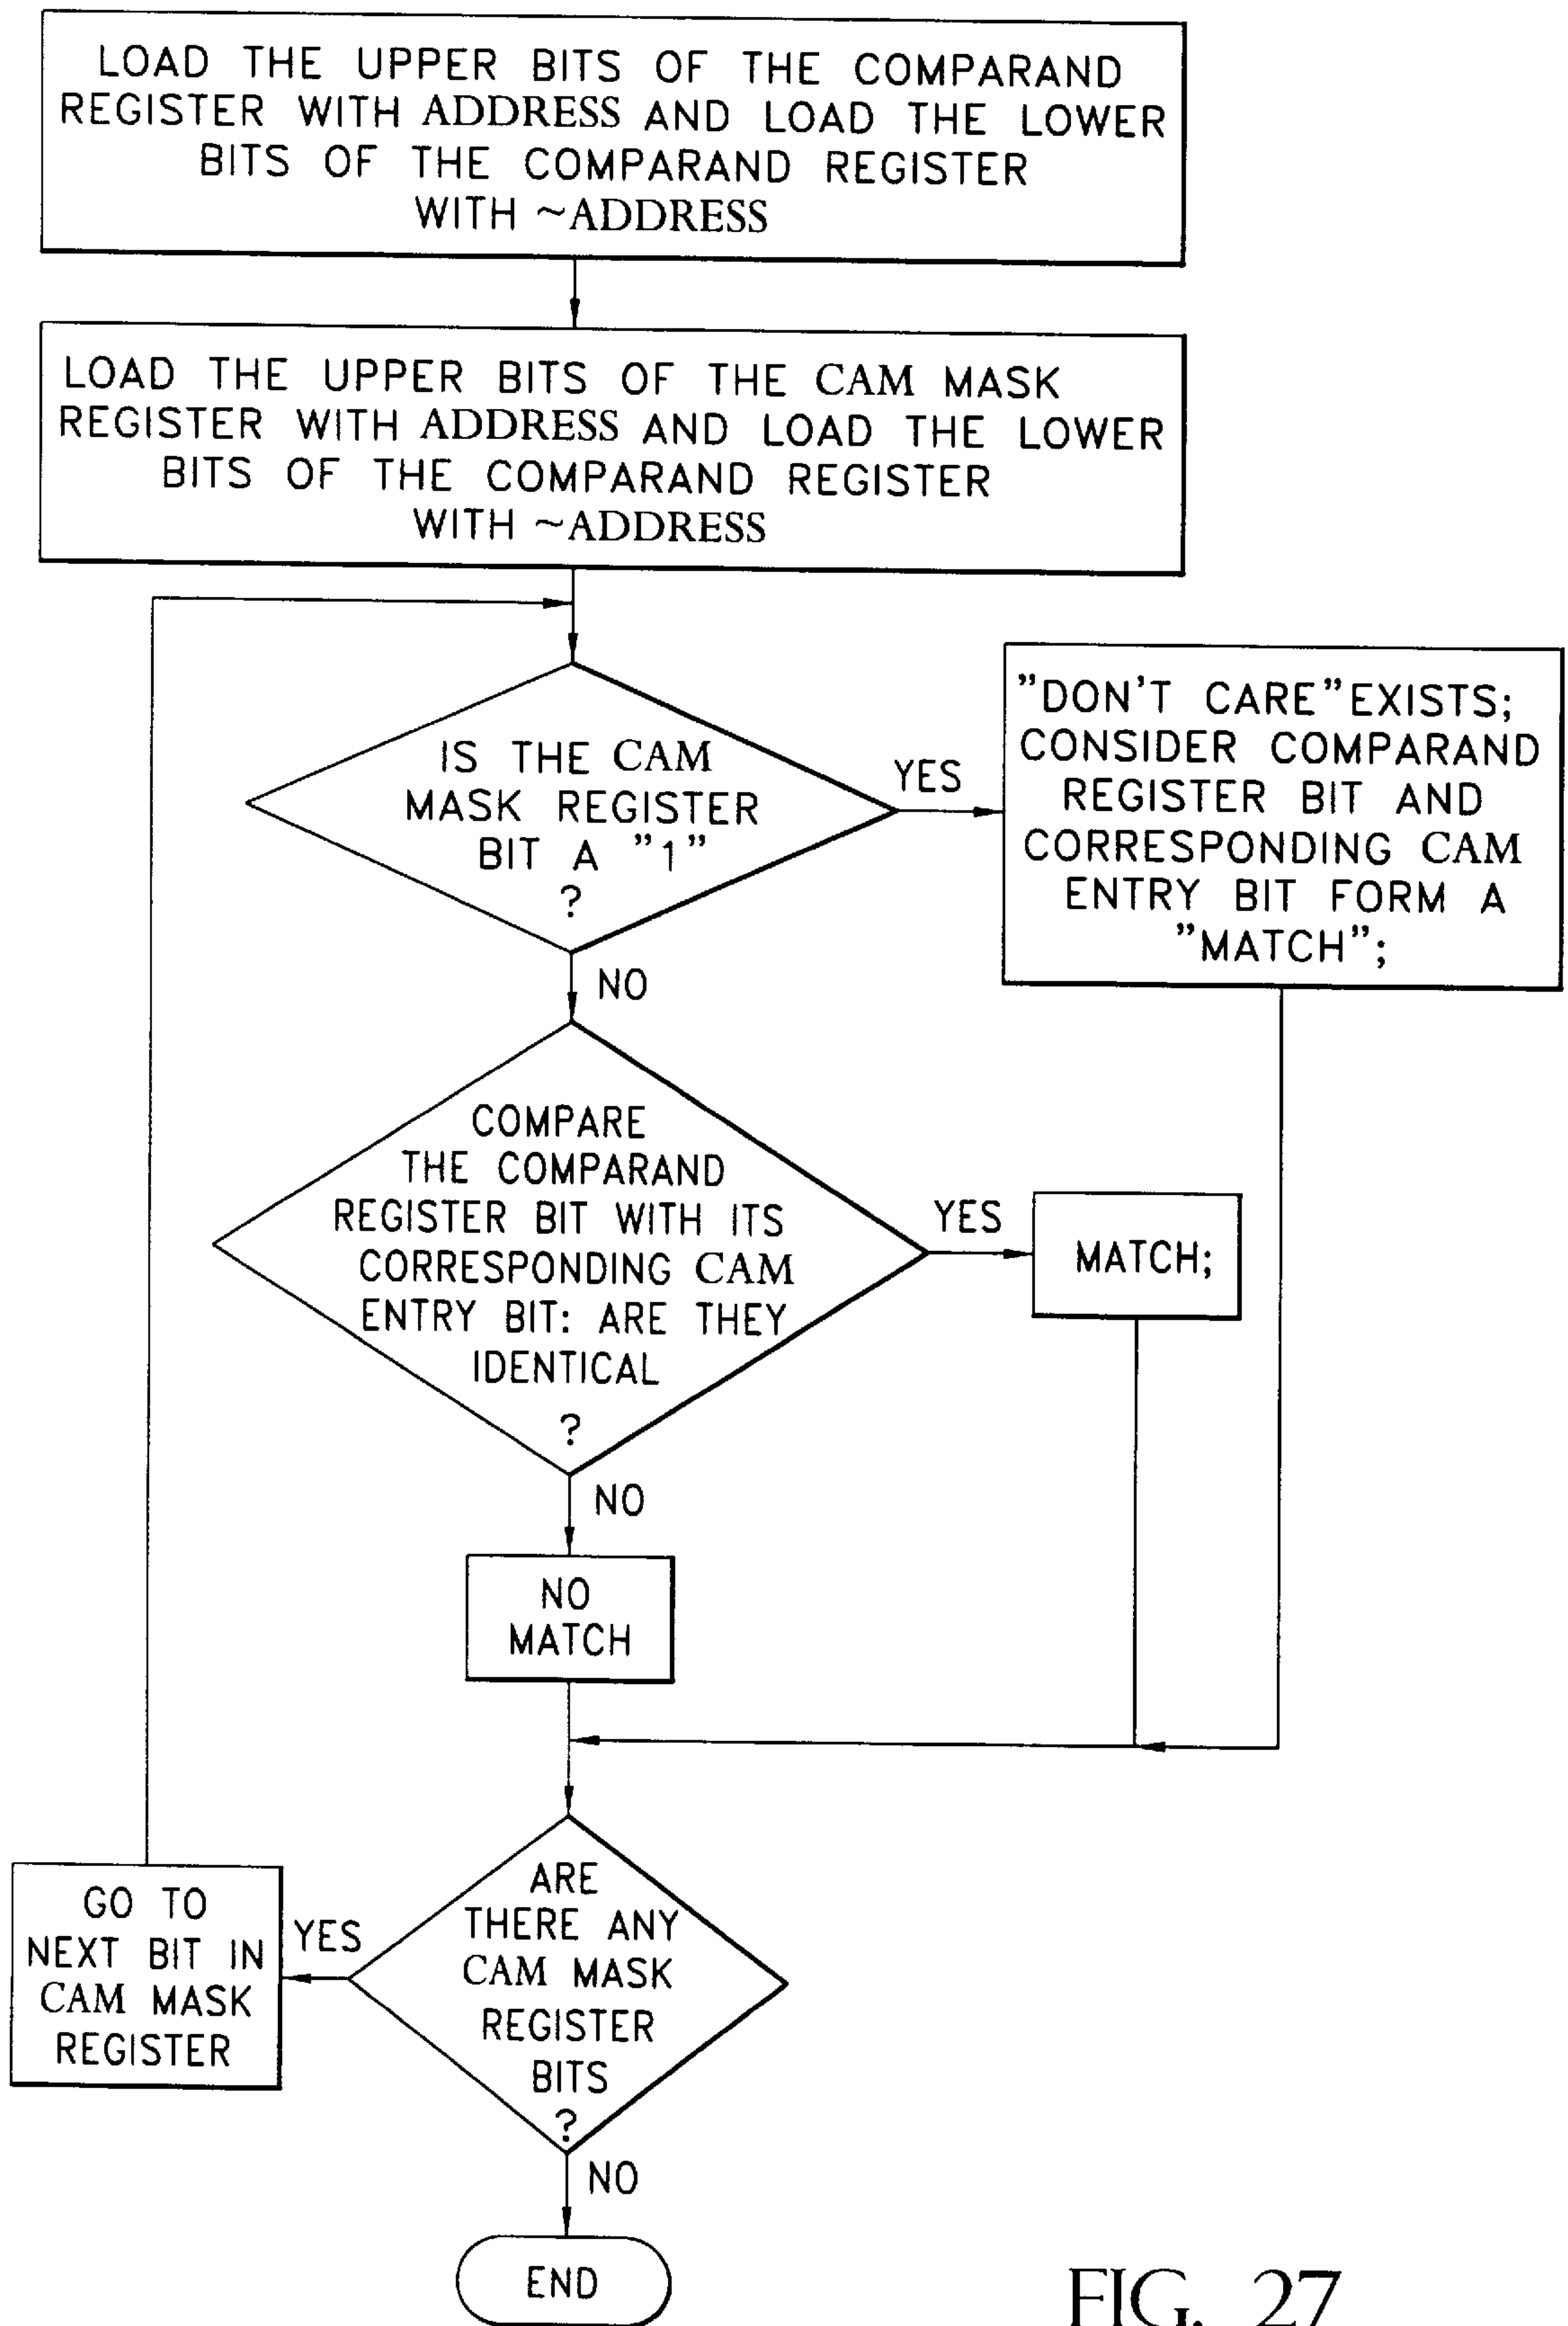 LOAD THE UPPER BITS OF THE COMPARAND
REGISTER WITH ADDRESS AND LOAD THE LOWER
BITS OF THE COMPARAND REGISTER
WITH ~ADDRESS
LOAD THE UPPER BITS OF THE CAM MASK
REGISTER WITH ADDRESS AND LOAD THE LOWER
BITS OF THE COMPARAND REGISTER
WITH ~ADDRESS
IS THE CAM
MASK REGISTER
BIT A "1"
?
YES
"DON'T CARE" EXISTS;
CONSIDER COMPARAND
REGISTER BIT AND
CORRESPONDING CAM
ENTRY BIT FORM A
"MATCH";
NO
COMPARE
THE COMPARAND
REGISTER BIT WITH ITS
CORRESPONDING CAM
ENTRY BIT: ARE THEY
IDENTICAL
?
YES
MATCH;
NO
NO
MATCH
ARE
THERE ANY
CAM MASK
REGISTER
BITS
?
YES
GO TO
NEXT BIT IN
CAM MASK
REGISTER
NO
END
FIG. 27